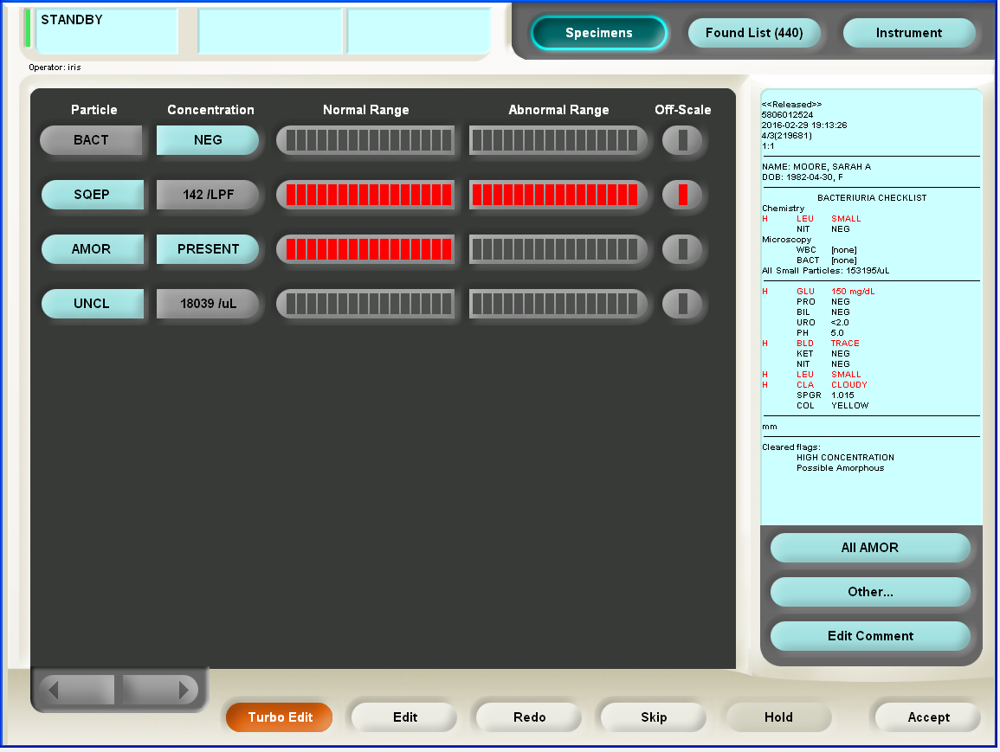 STANDBY
Specimens
Found List (440)
Instrument
Operator: iris
Particle Concentration Normal Range Abnormal Range Off-Scale
BACT NEG
SQEP 142 /LPF
AMOR PRESENT
UNCL 18039 /uL
<<Released>>
5806012524
2016-02-29 19:13:26
4/3(219681)
1:1
NAME: MOORE, SARAH A
DOB: 1982-04-30, F
BACTERIURIA CHECKLIST
Chemistry
H LEU SMALL
NIT NEG
Microscopy
WBC [none]
BACT [none]
All Small Particles: 153195/uL
H GLU 150 mg/dL
PRO NEG
BIL NEG
URO <2.0
PH 5.0
H BLD TRACE
KET NEG
NIT NEG
H LEU SMALL
H CLA CLOUDY
SPGR 1.015
COL YELLOW
mm
Cleared flags:
HIGH CONCENTRATION
Possible Amorphous
All AMOR
Other...
Edit Comment
Turbo Edit
Edit
Redo
Skip
Hold
Accept